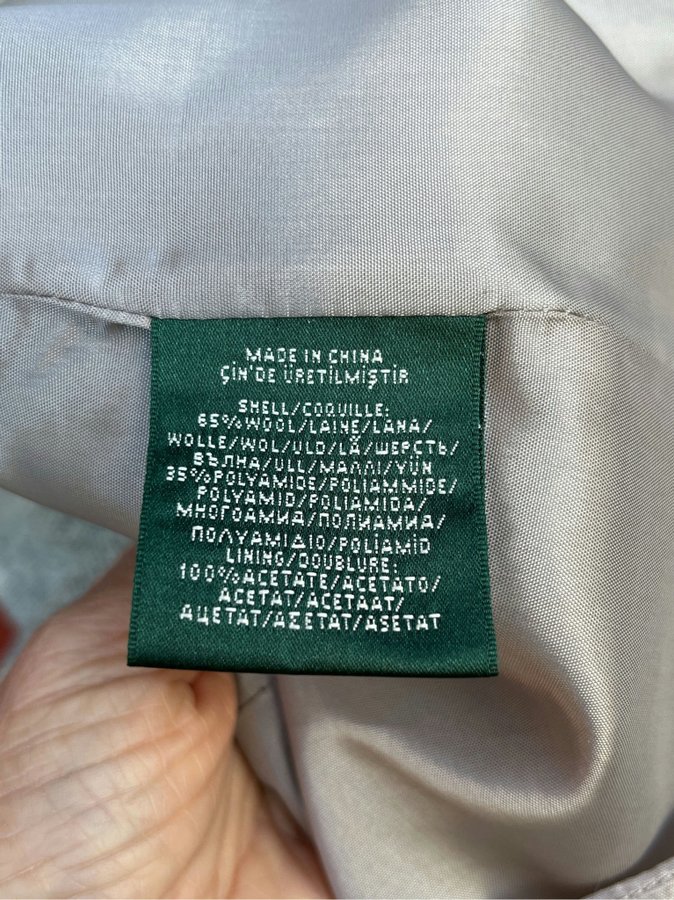 MADE IN CHINA
ÇİN'DE ÜRETİLMİŞTİR
SHELL/COQUILLE:
65%WOOL/LAINE/LANA/
WOLLE/WOL/ULD/LÃ/ШЕРСТЬ/
ВЪЛНА/ULL/ΜΑΛΛΙ/YÜN
35%POLYAMIDE/POLIAMMIDE/
POLYAMID/POLIAMIDA/
МНОГОАМИД/ПОЛИАМИД/
ΠΟΛΥΑΜΙΔΙΟ/POLIAMID
LINING/DOUBLURE:
100%ACETATE/ACETATO/
ACETAT/ACETAAT/
АЦЕТАТ/ΑΣΕΤΑΤ/ASETAT